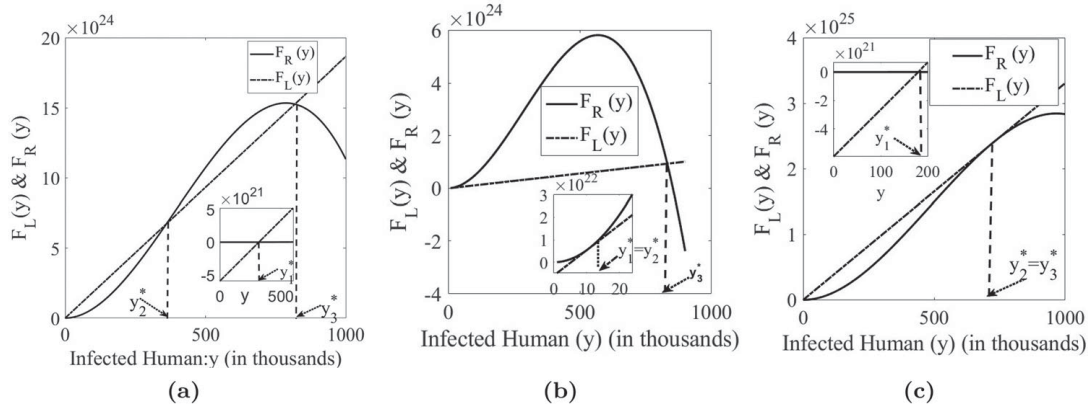 ×10^24
20
15
10
5
0
F_L(y) & F_R (y)
F_R (y)
F_L(y)
×10^21
5
0
-5
0
500
y
y_1^*
y_2^*
y_3^*
0
500
1000
Infected Human:y (in thousands)
(a)
×10^24
6
4
2
0
-2
-4
F_L(y) & F_R (y)
F_R (y)
F_L(y)
×10^22
3
2
1
0
0
10
20
y_1^*=y_2^*
y_3^*
0
500
1000
Infected Human (y) (in thousands)
(b)
×10^25
4
3
2
1
0
F_L(y) & F_R (y)
F_R (y)
F_L(y)
×10^21
0
-2
-4
0
100
200
y
y_1^*
y_2^*=y_3^*
0
500
1000
Infected Human (y) (in thousands)
(c)